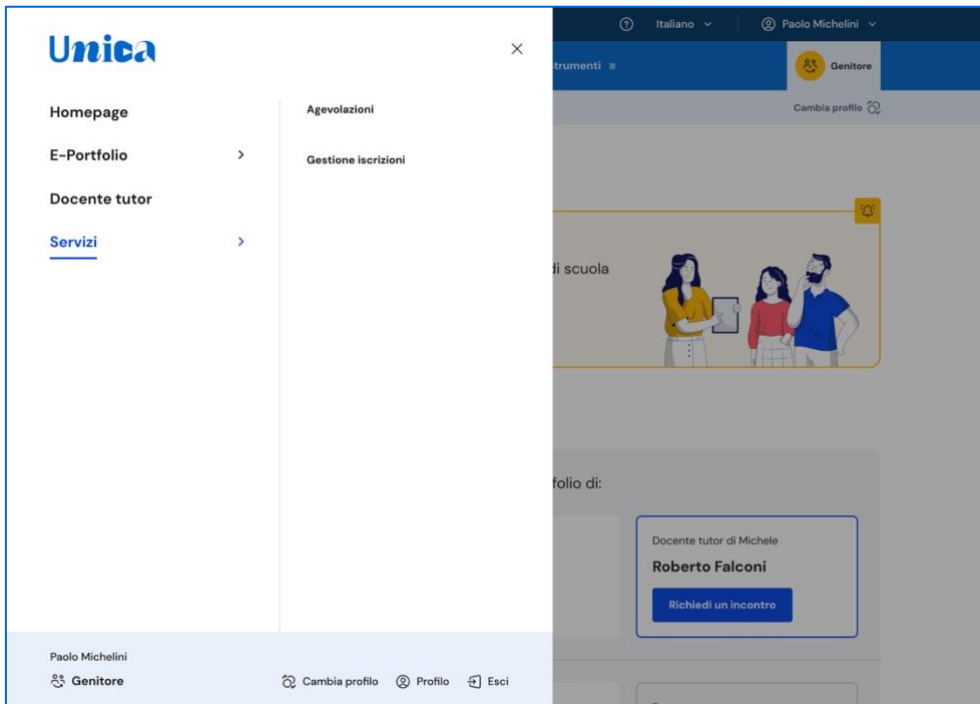 Unica
Homepage
E-Portfolio
Docente tutor
Servizi
Agevolazioni
Gestione iscrizioni
Paolo Michelini
Genitore
Cambia profilo
Profilo
Esci
Italiano
Paolo Michelini
trumenti
Genitore
Cambia profilo
di scuola
folio di:
Docente tutor di Michele
Roberto Falconi
Richiedi un incontro